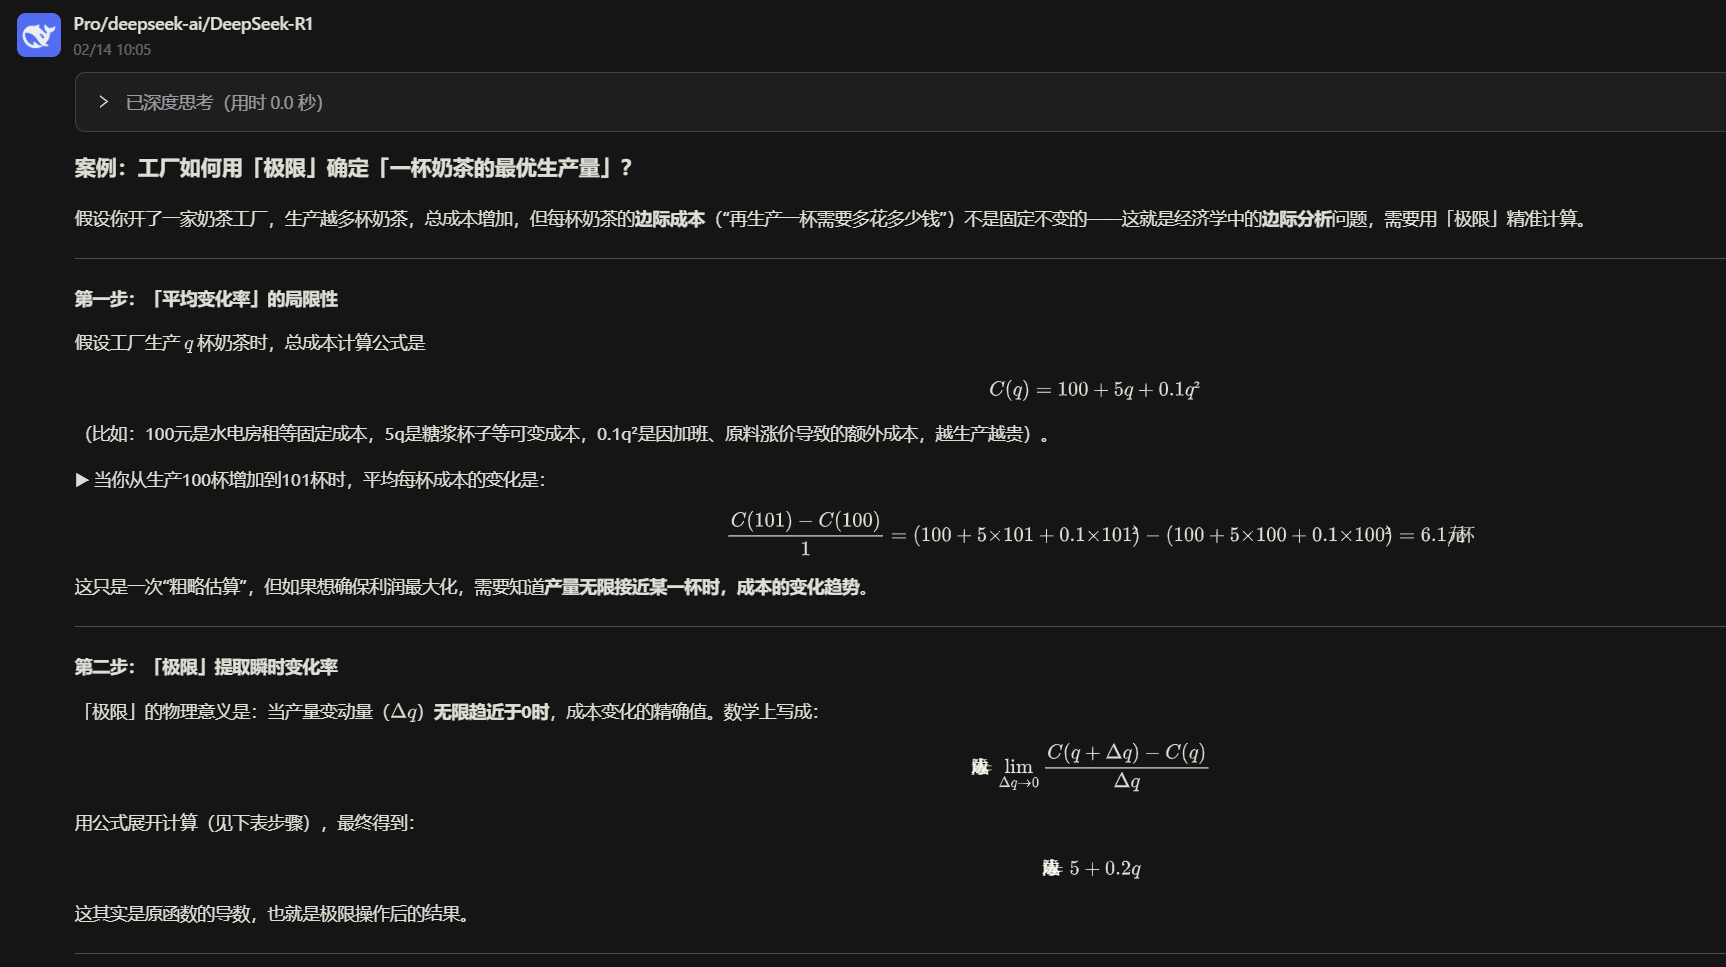 Pro/deepseek-ai/DeepSeek-R1
02/14 10:05
已深度思考（用时 0.0 秒）
案例：工厂如何用「极限」确定「一杯奶茶的最优生产量」？
假设你开了一家奶茶工厂，生产越多杯奶茶，总成本增加，但每杯奶茶的边际成本（“再生产一杯需要多花多少钱”）不是固定不变的——这就是经济学中的边际分析问题，需要用「极限」精准计算。
第一步：「平均变化率」的局限性
假设工厂生产 q 杯奶茶时，总成本计算公式是
C(q) = 100 + 5q + 0.1q²
（比如：100元是水电房租等固定成本，5q是糖浆杯子等可变成本，0.1q²是因加班、原料涨价导致的额外成本，越生产越贵）。
▶ 当你从生产100杯增加到101杯时，平均每杯成本的变化是：
C(101) − C(100)
1
= (100 + 5×101 + 0.1×101²) − (100 + 5×100 + 0.1×100²) = 6.1元/杯
这只是一次“粗略估算”，但如果想确保利润最大化，需要知道产量无限接近某一杯时，成本的变化趋势。
第二步：「极限」提取瞬时变化率
「极限」的物理意义是：当产量变动量（Δq）无限趋近于0时，成本变化的精确值。数学上写成：
lim Δq→0
C(q + Δq) − C(q)
Δq
用公式展开计算（见下表步骤），最终得到：
5 + 0.2q
这其实是原函数的导数，也就是极限操作后的结果。